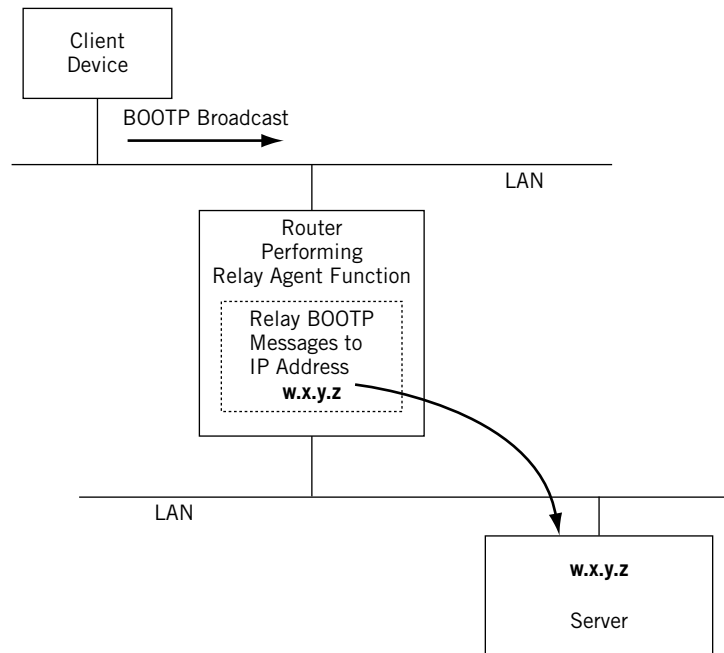 Client
Device
BOOTP Broadcast
LAN
Router
Performing
Relay Agent Function
Relay BOOTP
Messages to
IP Address
w.x.y.z
LAN
w.x.y.z
Server